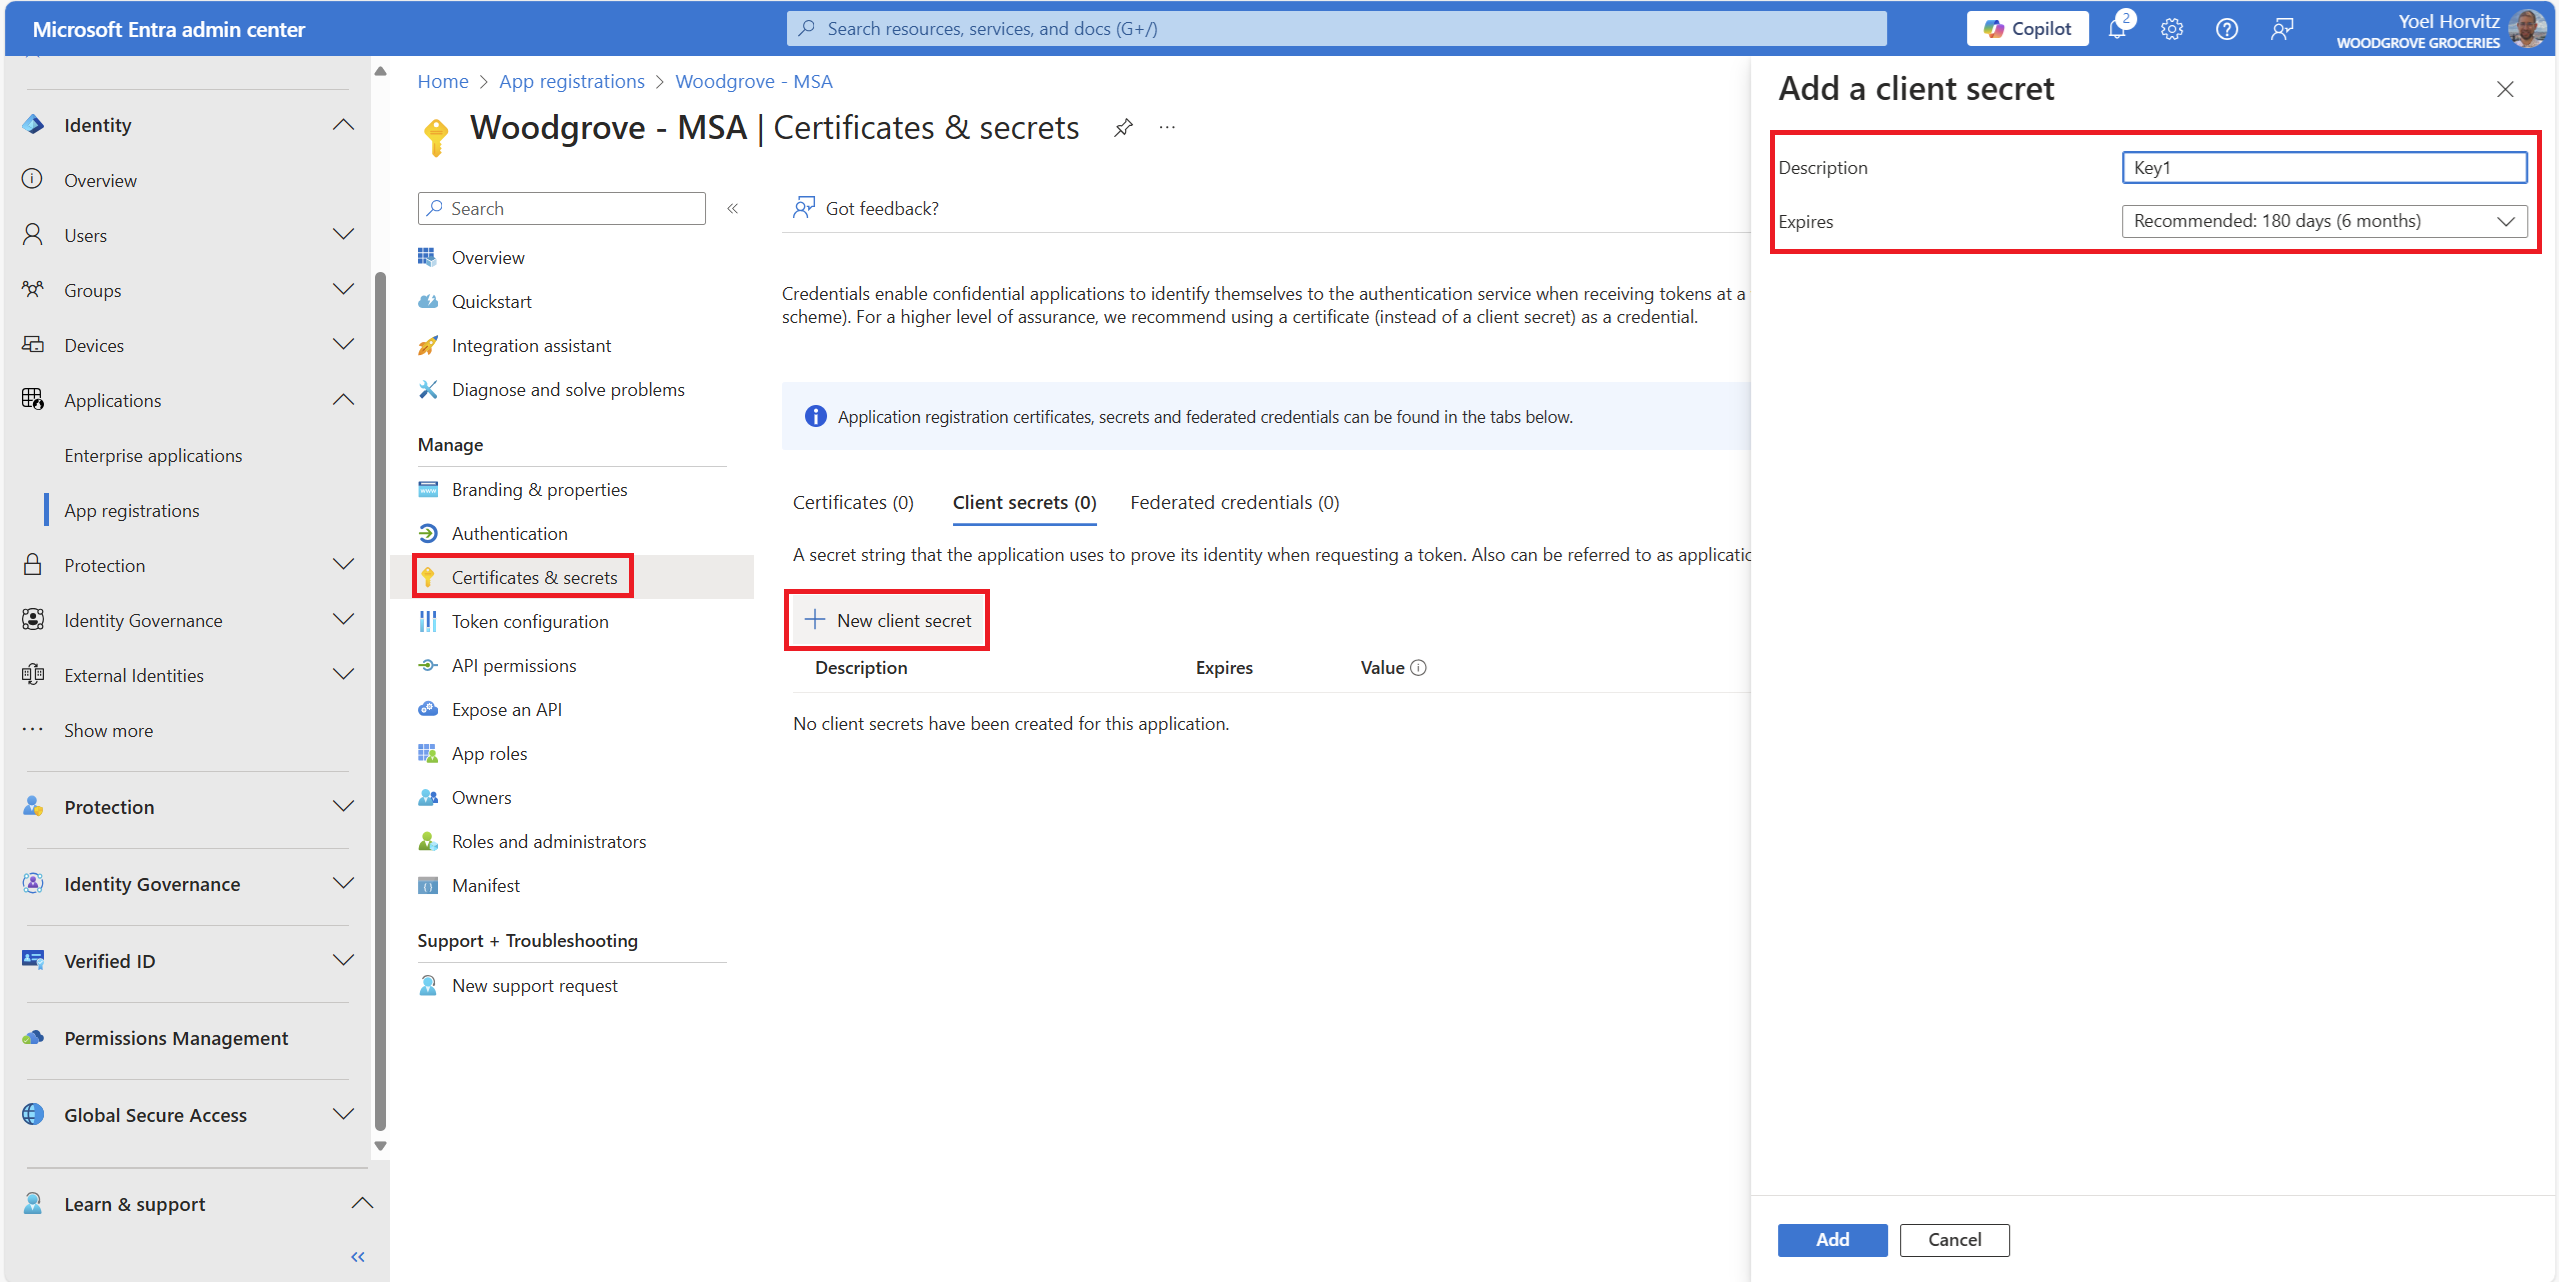 Microsoft Entra admin center
Search resources, services, and docs (G+/)
Copilot
2
Yoel Horvitz
WOODGROVE GROCERIES
Identity
Overview
Users
Groups
Devices
Applications
Enterprise applications
App registrations
Protection
Identity Governance
External Identities
Show more
Protection
Identity Governance
Verified ID
Permissions Management
Global Secure Access
Learn & support
Home > App registrations > Woodgrove - MSA
Woodgrove - MSA | Certificates & secrets
Search
Overview
Quickstart
Integration assistant
Diagnose and solve problems
Manage
Branding & properties
Authentication
Certificates & secrets
Token configuration
API permissions
Expose an API
App roles
Owners
Roles and administrators
Manifest
Support + Troubleshooting
New support request
Got feedback?
Credentials enable confidential applications to identify themselves to the authentication service when receiving tokens at a
scheme). For a higher level of assurance, we recommend using a certificate (instead of a client secret) as a credential.
Application registration certificates, secrets and federated credentials can be found in the tabs below.
Certificates (0) Client secrets (0) Federated credentials (0)
A secret string that the application uses to prove its identity when requesting a token. Also can be referred to as applicatio
New client secret
Description Expires Value
No client secrets have been created for this application.
Add a client secret
Description Key1
Expires Recommended: 180 days (6 months)
Add Cancel